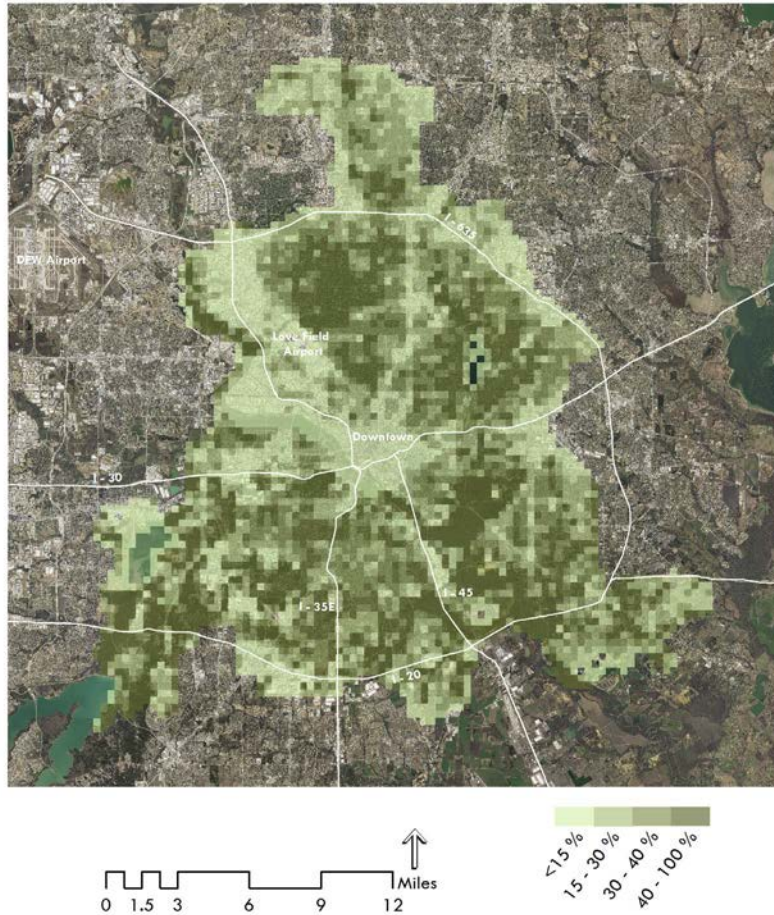 I - 635
DFW Airport
Love Field
Airport
Downtown
I - 30
I - 35E
I - 45
I - 20
<15 %
15 - 30 %
30 - 40 %
40 - 100 %
Miles
0 1.5 3 6 9 12